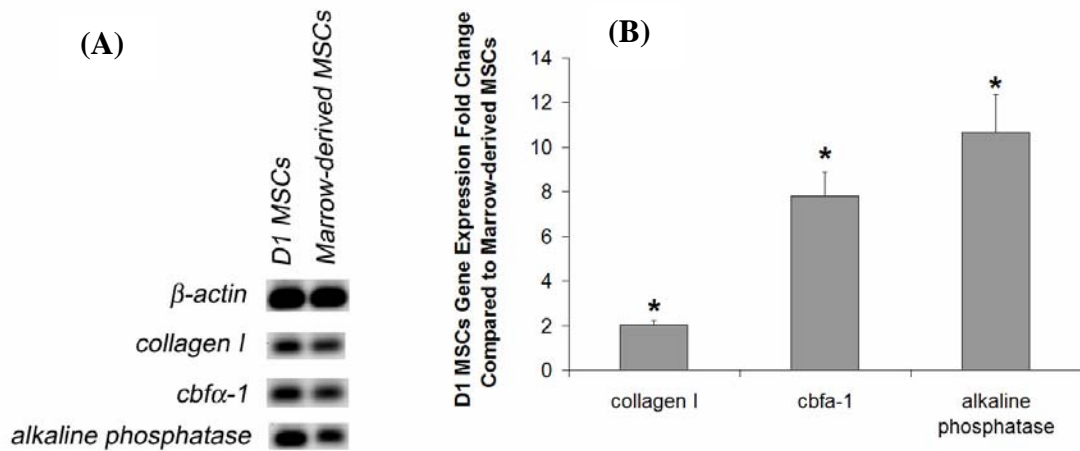 (A)
D1 MSCs
Marrow-derived MSCs
β-actin
collagen I
cbfα-1
alkaline phosphatase
(B)
D1 MSCs Gene Expression Fold Change
Compared to Marrow-derived MSCs
14
12
10
8
6
4
2
0
*
*
*
collagen I
cbfa-1
alkaline
phosphatase